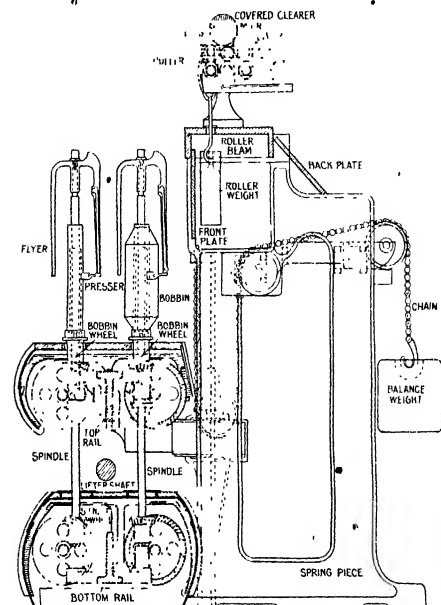 COVERED CLEARER
ROLLER
BEAM
BACK PLATE
ROLLER
WEIGHT
FLYER
FRONT
PLATE
PRESSER
BOBBIN
BOBBIN
WHEEL
BOBBIN
WHEEL
CHAIN
BALANCE
WEIGHT
TOP
RAIL
SPINDLE
SPINDLE
LIFTER SHAFT
SPRING PIECE
BOTTOM RAIL